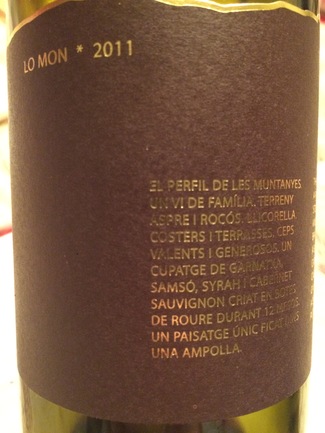 LO MON * 2011
EL PERFIL DE LES MUNTANYES.
UN VI DE FAMÍLIA. TERRENY
ASPRE I ROCÓS. LLICORELLA.
COSTERS I TERRASSES. CEPS
VALENTS I GENEROSOS. UN
CUPATGE DE GARNATXA,
SAMSÓ, SYRAH I CABERNET
SAUVIGNON CRIAT EN BOTES
DE ROURE DURANT 12 MESOS.
UN PAISATGE ÚNIC FICAT DINS
UNA AMPOLLA.